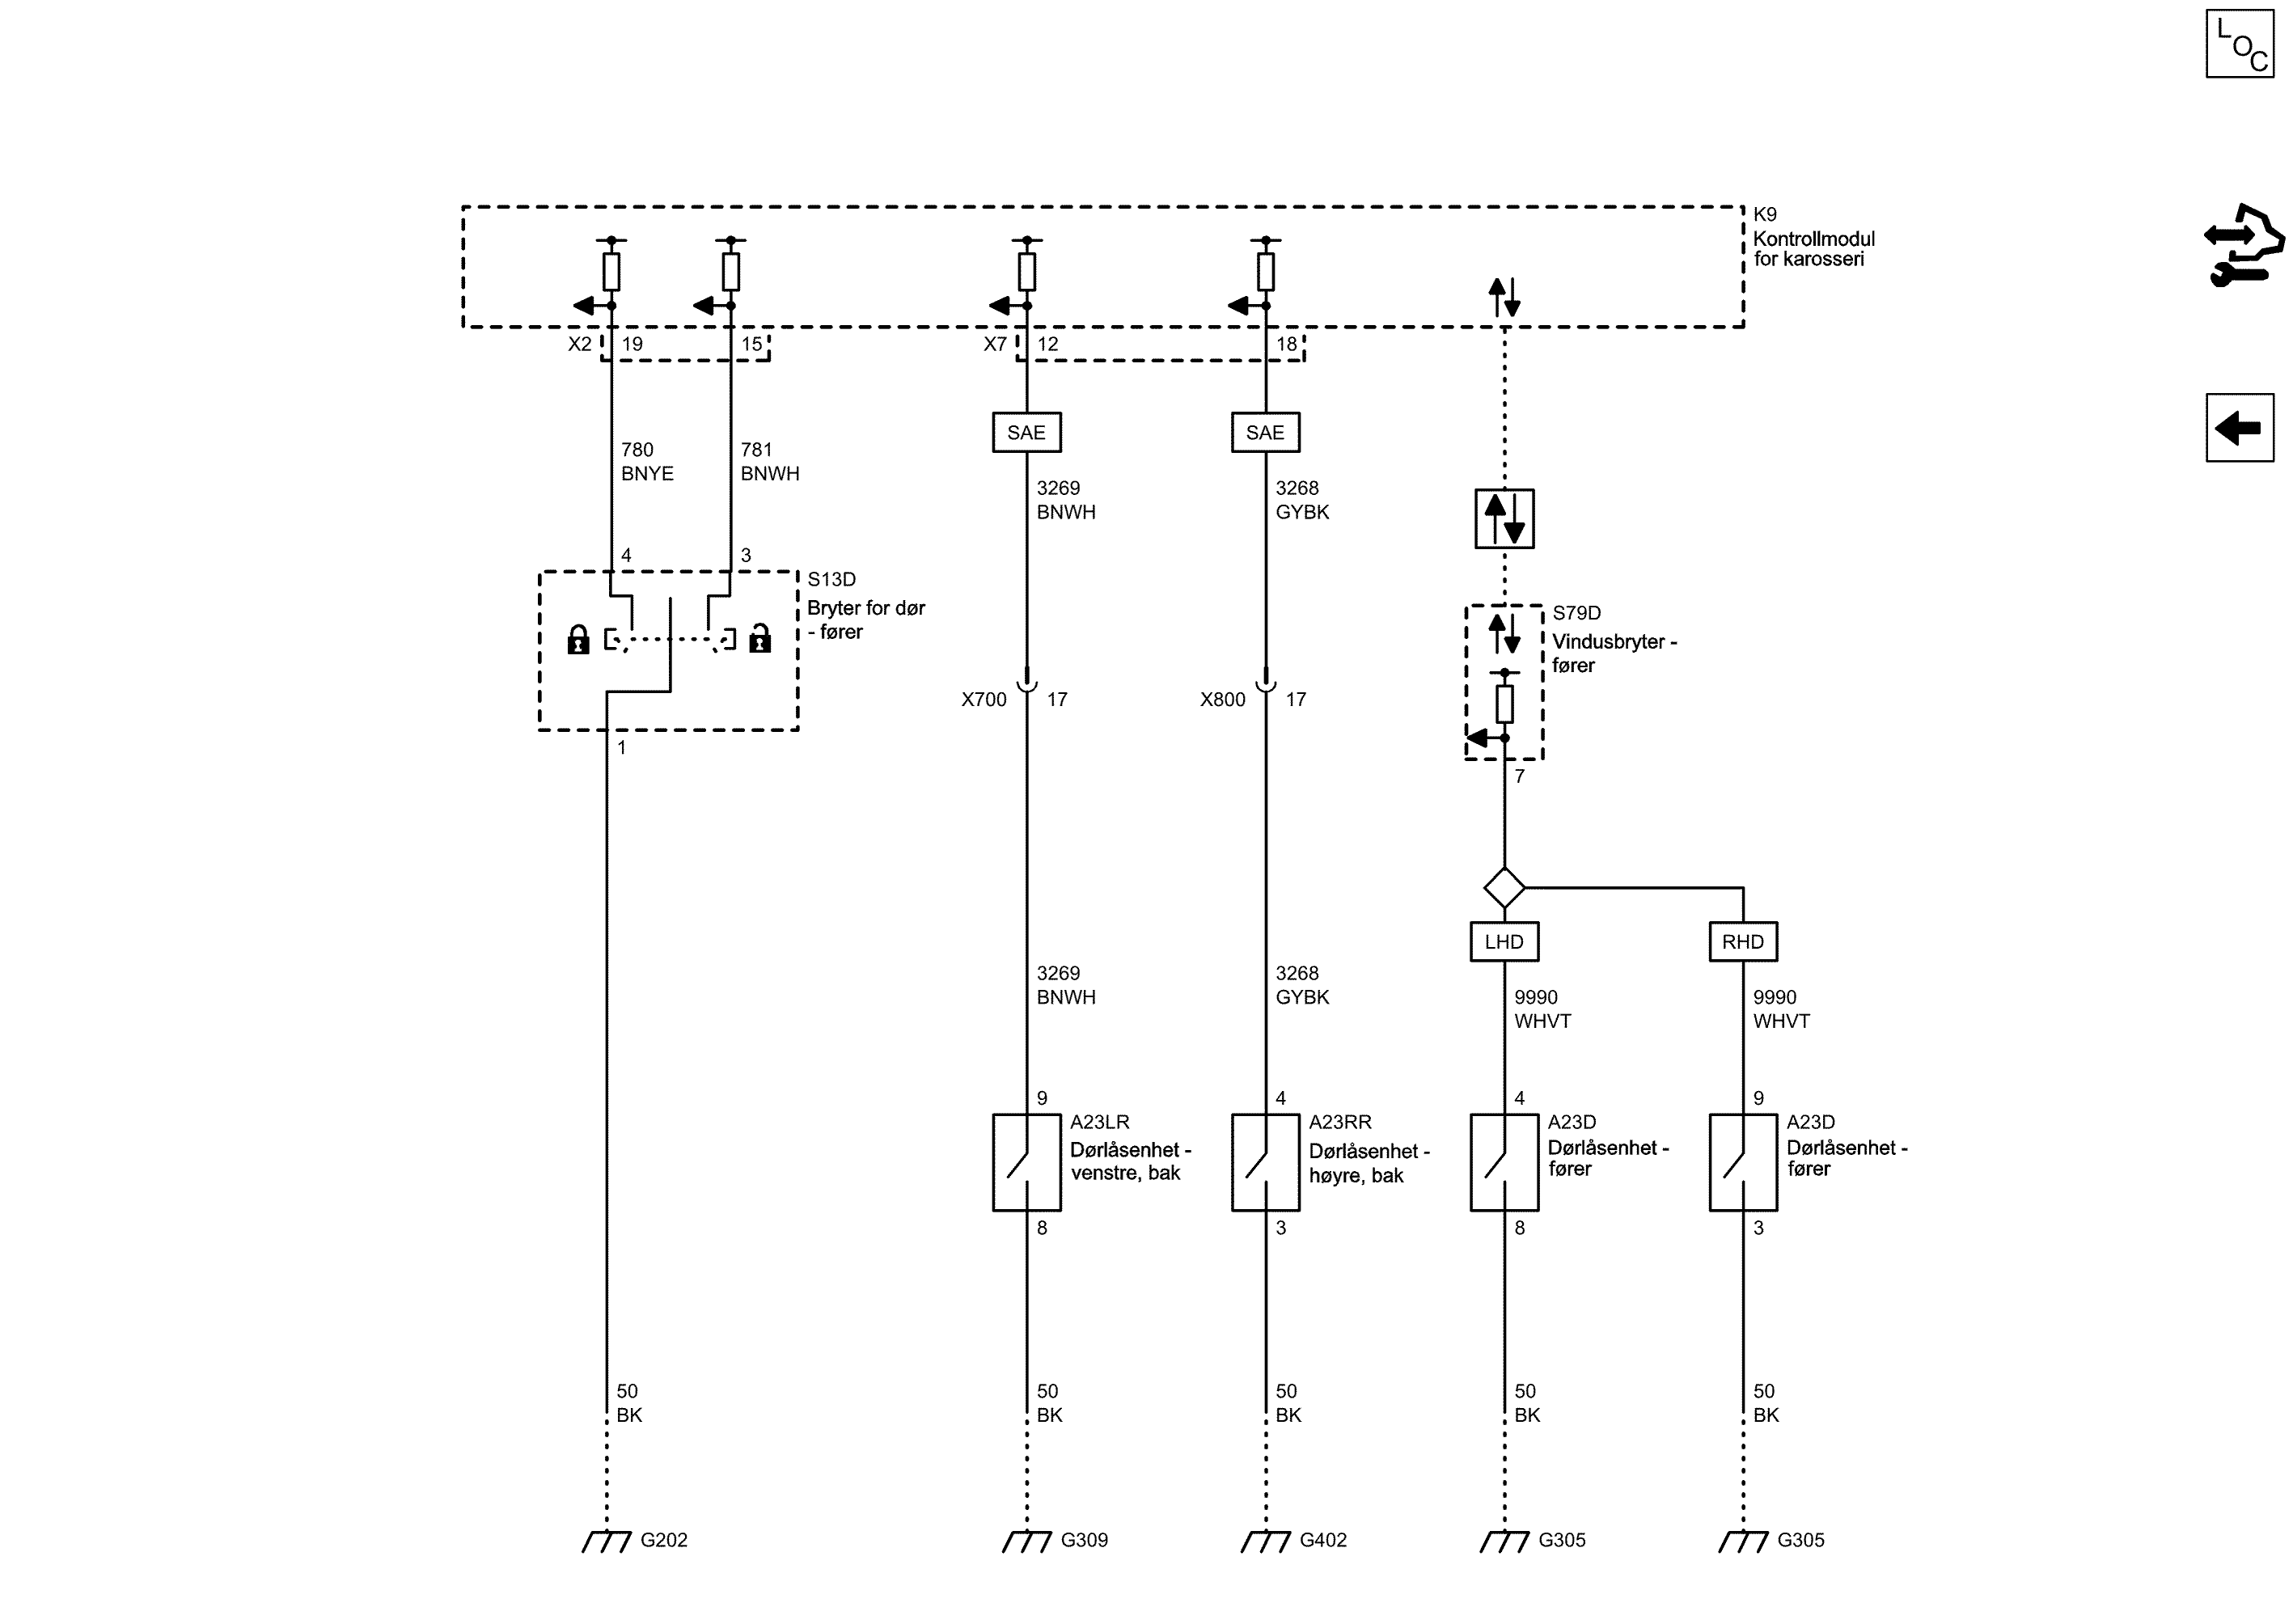 LOC
K9
Kontrollmodul
for karosseri
X2 19 15 X7 12 18
SAE SAE
780
BNYE
781
BNWH
3269
BNWH
3268
GYBK
4 3
S13D
Bryter for dør
- fører
S79D
Vindusbryter -
fører
X700 17 X800 17
1
7
LHD RHD
3269
BNWH
3268
GYBK
9990
WHVT
9990
WHVT
9 4 4 9
A23LR
Dørlåsenhet -
venstre, bak
A23RR
Dørlåsenhet -
høyre, bak
A23D
Dørlåsenhet -
fører
A23D
Dørlåsenhet -
fører
8 3 8 3
50
BK
50
BK
50
BK
50
BK
50
BK
G202 G309 G402 G305 G305